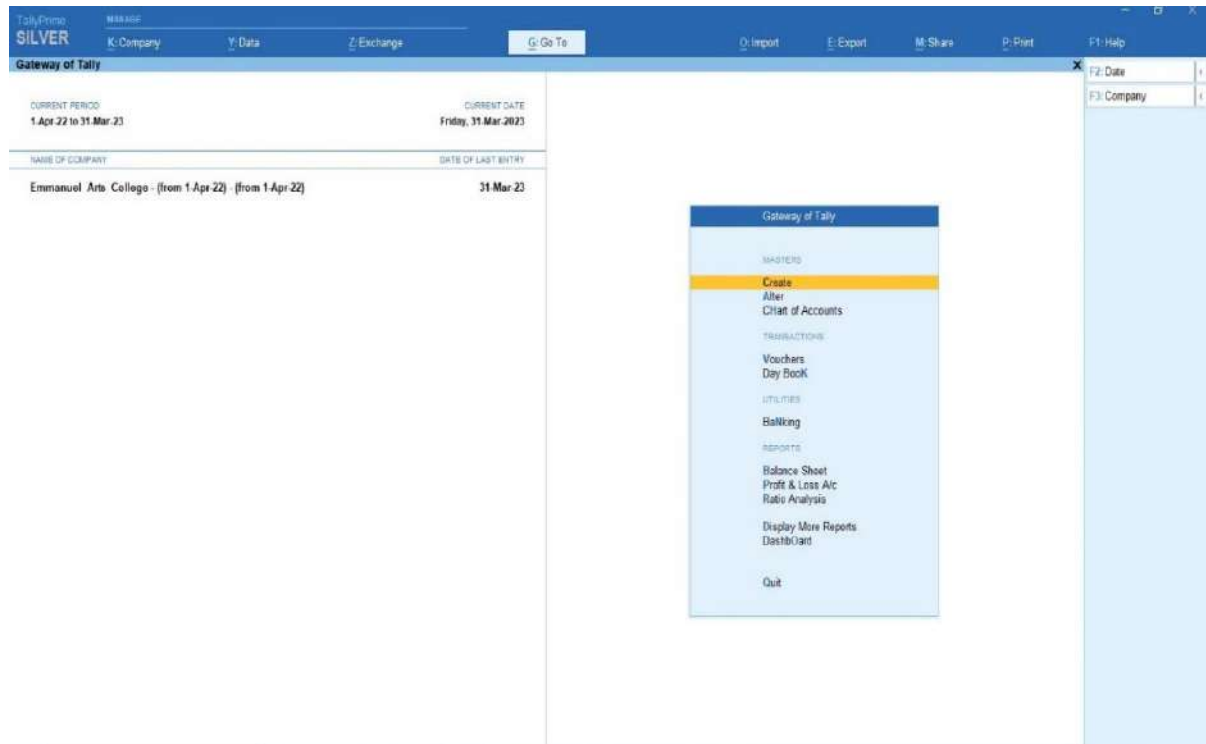 TallyPrime
SILVER
MANAGE
K: Company Y: Data Z: Exchange G: Go To O: Import E: Export M: Share P: Print F1: Help
Gateway of Tally X
F2: Date
F3: Company
CURRENT PERIOD CURRENT DATE
1-Apr-22 to 31-Mar-23 Friday, 31-Mar-2023
NAME OF COMPANY DATE OF LAST ENTRY
Emmanuel Arts College - (from 1-Apr-22) - (from 1-Apr-22) 31-Mar-23
Gateway of Tally
MASTERS
Create
Alter
CHart of Accounts
TRANSACTIONS
Vouchers
Day BooK
UTILITIES
BaNking
REPORTS
Balance Sheet
Profit & Loss A/c
Ratio Analysis
Display More Reports
DashbOard
Quit